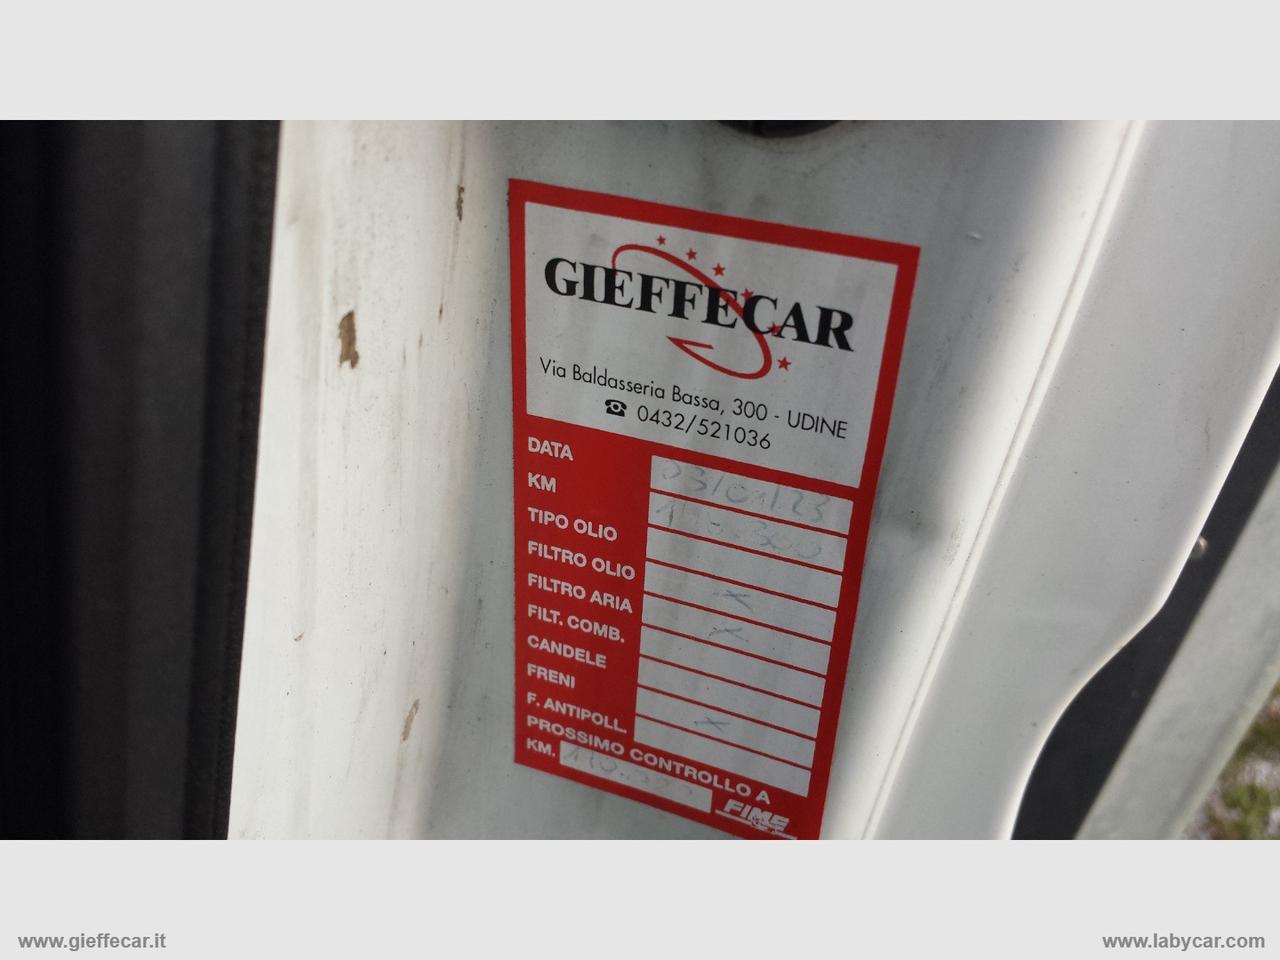 GIEFFECAR
Via Baldasseria Bassa, 300 - UDINE
☎ 0432/521036
DATA
KM
TIPO OLIO
FILTRO OLIO
FILTRO ARIA
FILT. COMB.
CANDELE
FRENI
F. ANTIPOLL.
PROSSIMO CONTROLLO A
KM.
FIME
www.gieffecar.it
www.labycar.com